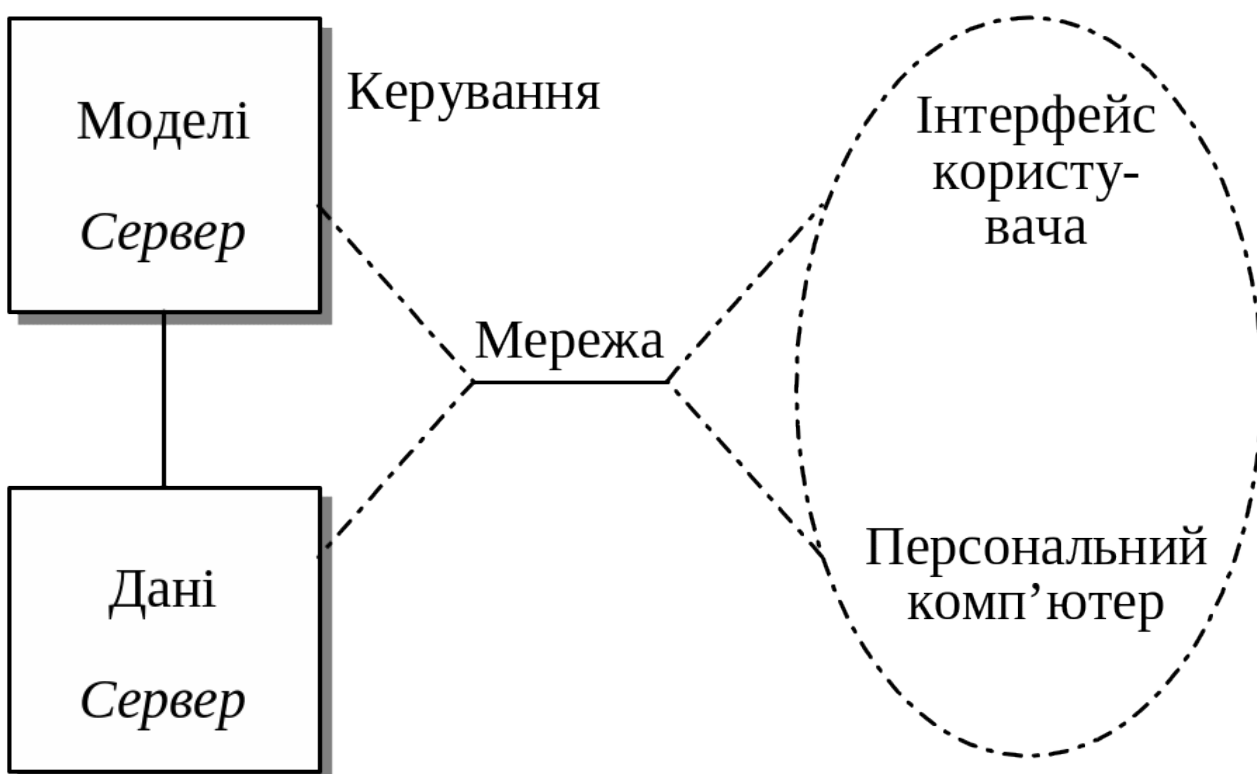 Моделі
Сервер
Керування
Мережа
Інтерфейс
користу-
вача
Персональний
комп’ютер
Дані
Сервер